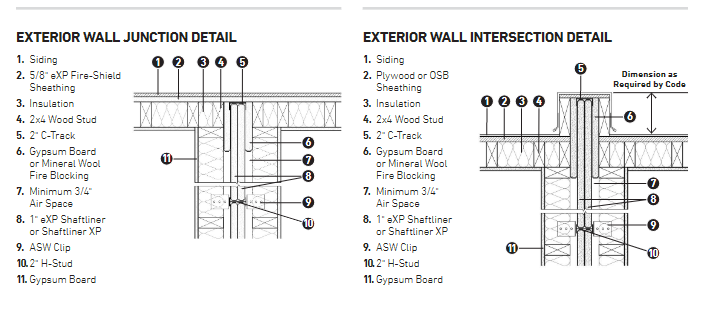 EXTERIOR WALL JUNCTION DETAIL
1. Siding
2. 5/8" eXP Fire-Shield
Sheathing
3. Insulation
4. 2x4 Wood Stud
5. 2" C-Track
6. Gypsum Board
or Mineral Wool
Fire Blocking
7. Minimum 3/4"
Air Space
8. 1" eXP Shaftliner
or Shaftliner XP
9. ASW Clip
10. 2" H-Stud
11. Gypsum Board
1 2 3 4 5
6
7
8
9
10
11
EXTERIOR WALL INTERSECTION DETAIL
1. Siding
2. Plywood or OSB
Sheathing
3. Insulation
4. 2x4 Wood Stud
5. 2" C-Track
6. Gypsum Board
or Mineral Wool
Fire Blocking
7. Minimum 3/4"
Air Space
8. 1" eXP Shaftliner
or Shaftliner XP
9. ASW Clip
10. 2" H-Stud
11. Gypsum Board
5
Dimension as
Required by Code
1 2 3 4
6
7
8
9
10
11